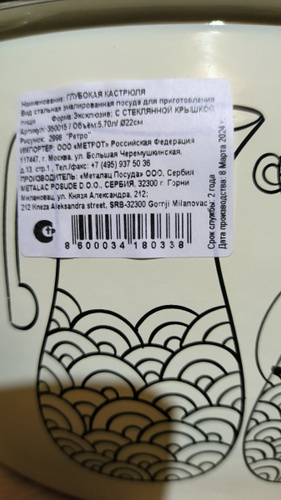 Наименование: ГЛУБОКАЯ КАСТРЮЛЯ
Вид: стальная эмалированная посуда для приготовления
пищи Форма: Эксклюзив; С СТЕКЛЯННОЙ КРЫШКОЙ
Артикул: 350015 / Объём:5,70л/ Ø22см
Рисунок: 2998 "Ретро"
ИМПОРТЕР: ООО «МЕТРОТ» Российская Федерация
117447, г. Москва, ул. Большая Черемушкинская,
д.13, стр.1 , Тел./факс: +7 (495) 937 50 36
ПРОИЗВОДИТЕЛЬ: «Металац Посуда» ООО, Сербия
METALAC POSUDE D.O.O., СЕРБИЯ, 32300 г. Горни
Милановац, ул. Князя Александра, 212;
212 Kneza Aleksandra street, SRB-32300 Gornji Milanovac
8 600034 180338
Срок службы: 2 года
Дата производства: 8 Марта 2024 г.